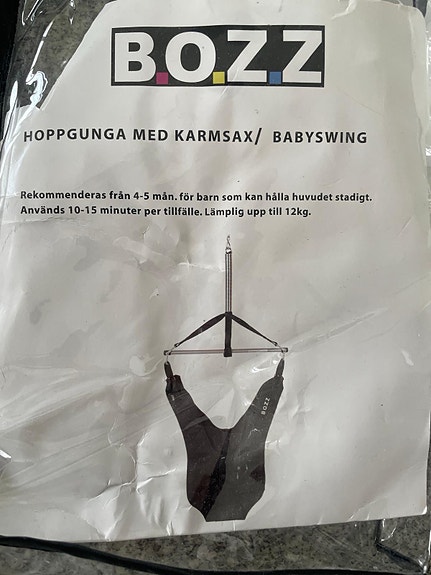 B.O.Z.Z
HOPPGUNGA MED KARMSAX/ BABYSWING
Rekommenderas från 4-5 mån. för barn som kan hålla huvudet stadigt.
Används 10-15 minuter per tillfälle. Lämplig upp till 12kg.
BOZZ